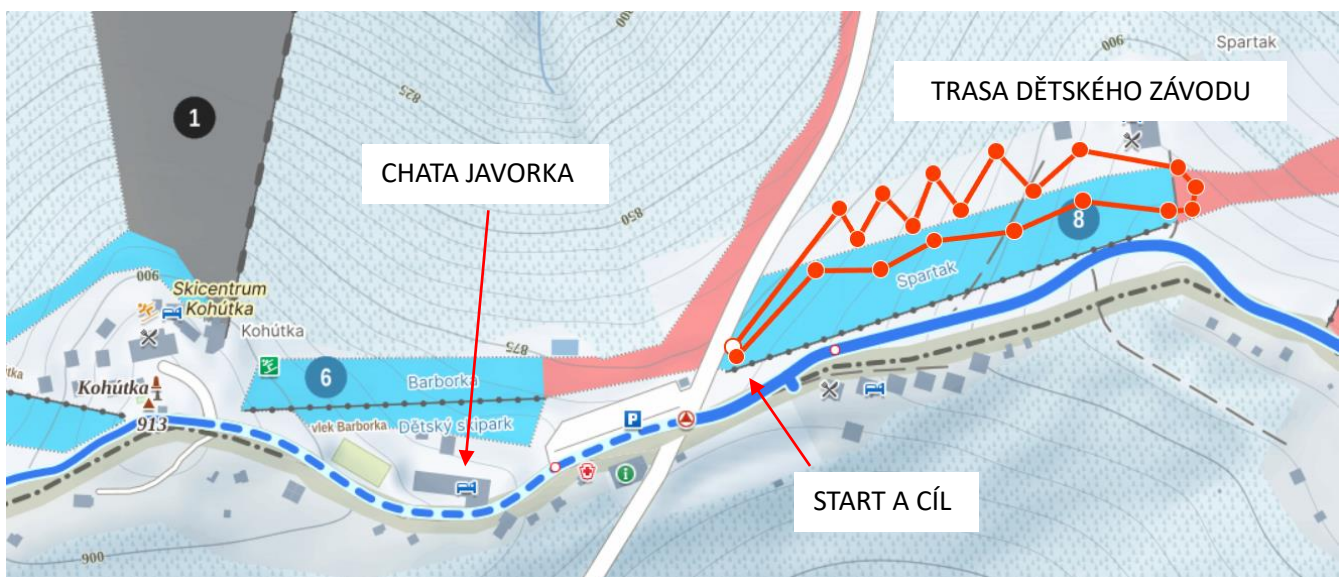 900
Spartak
006
TRASA DĚTSKÉHO ZÁVODU
825
1
CHATA JAVORKA
850
8
Spartak
900
Skicentrum
Kohútka
Kohútka
875
6
Barborka
Kohútka
913
vlek Barborka
Dětský skipark
P
i
START A CÍL
900